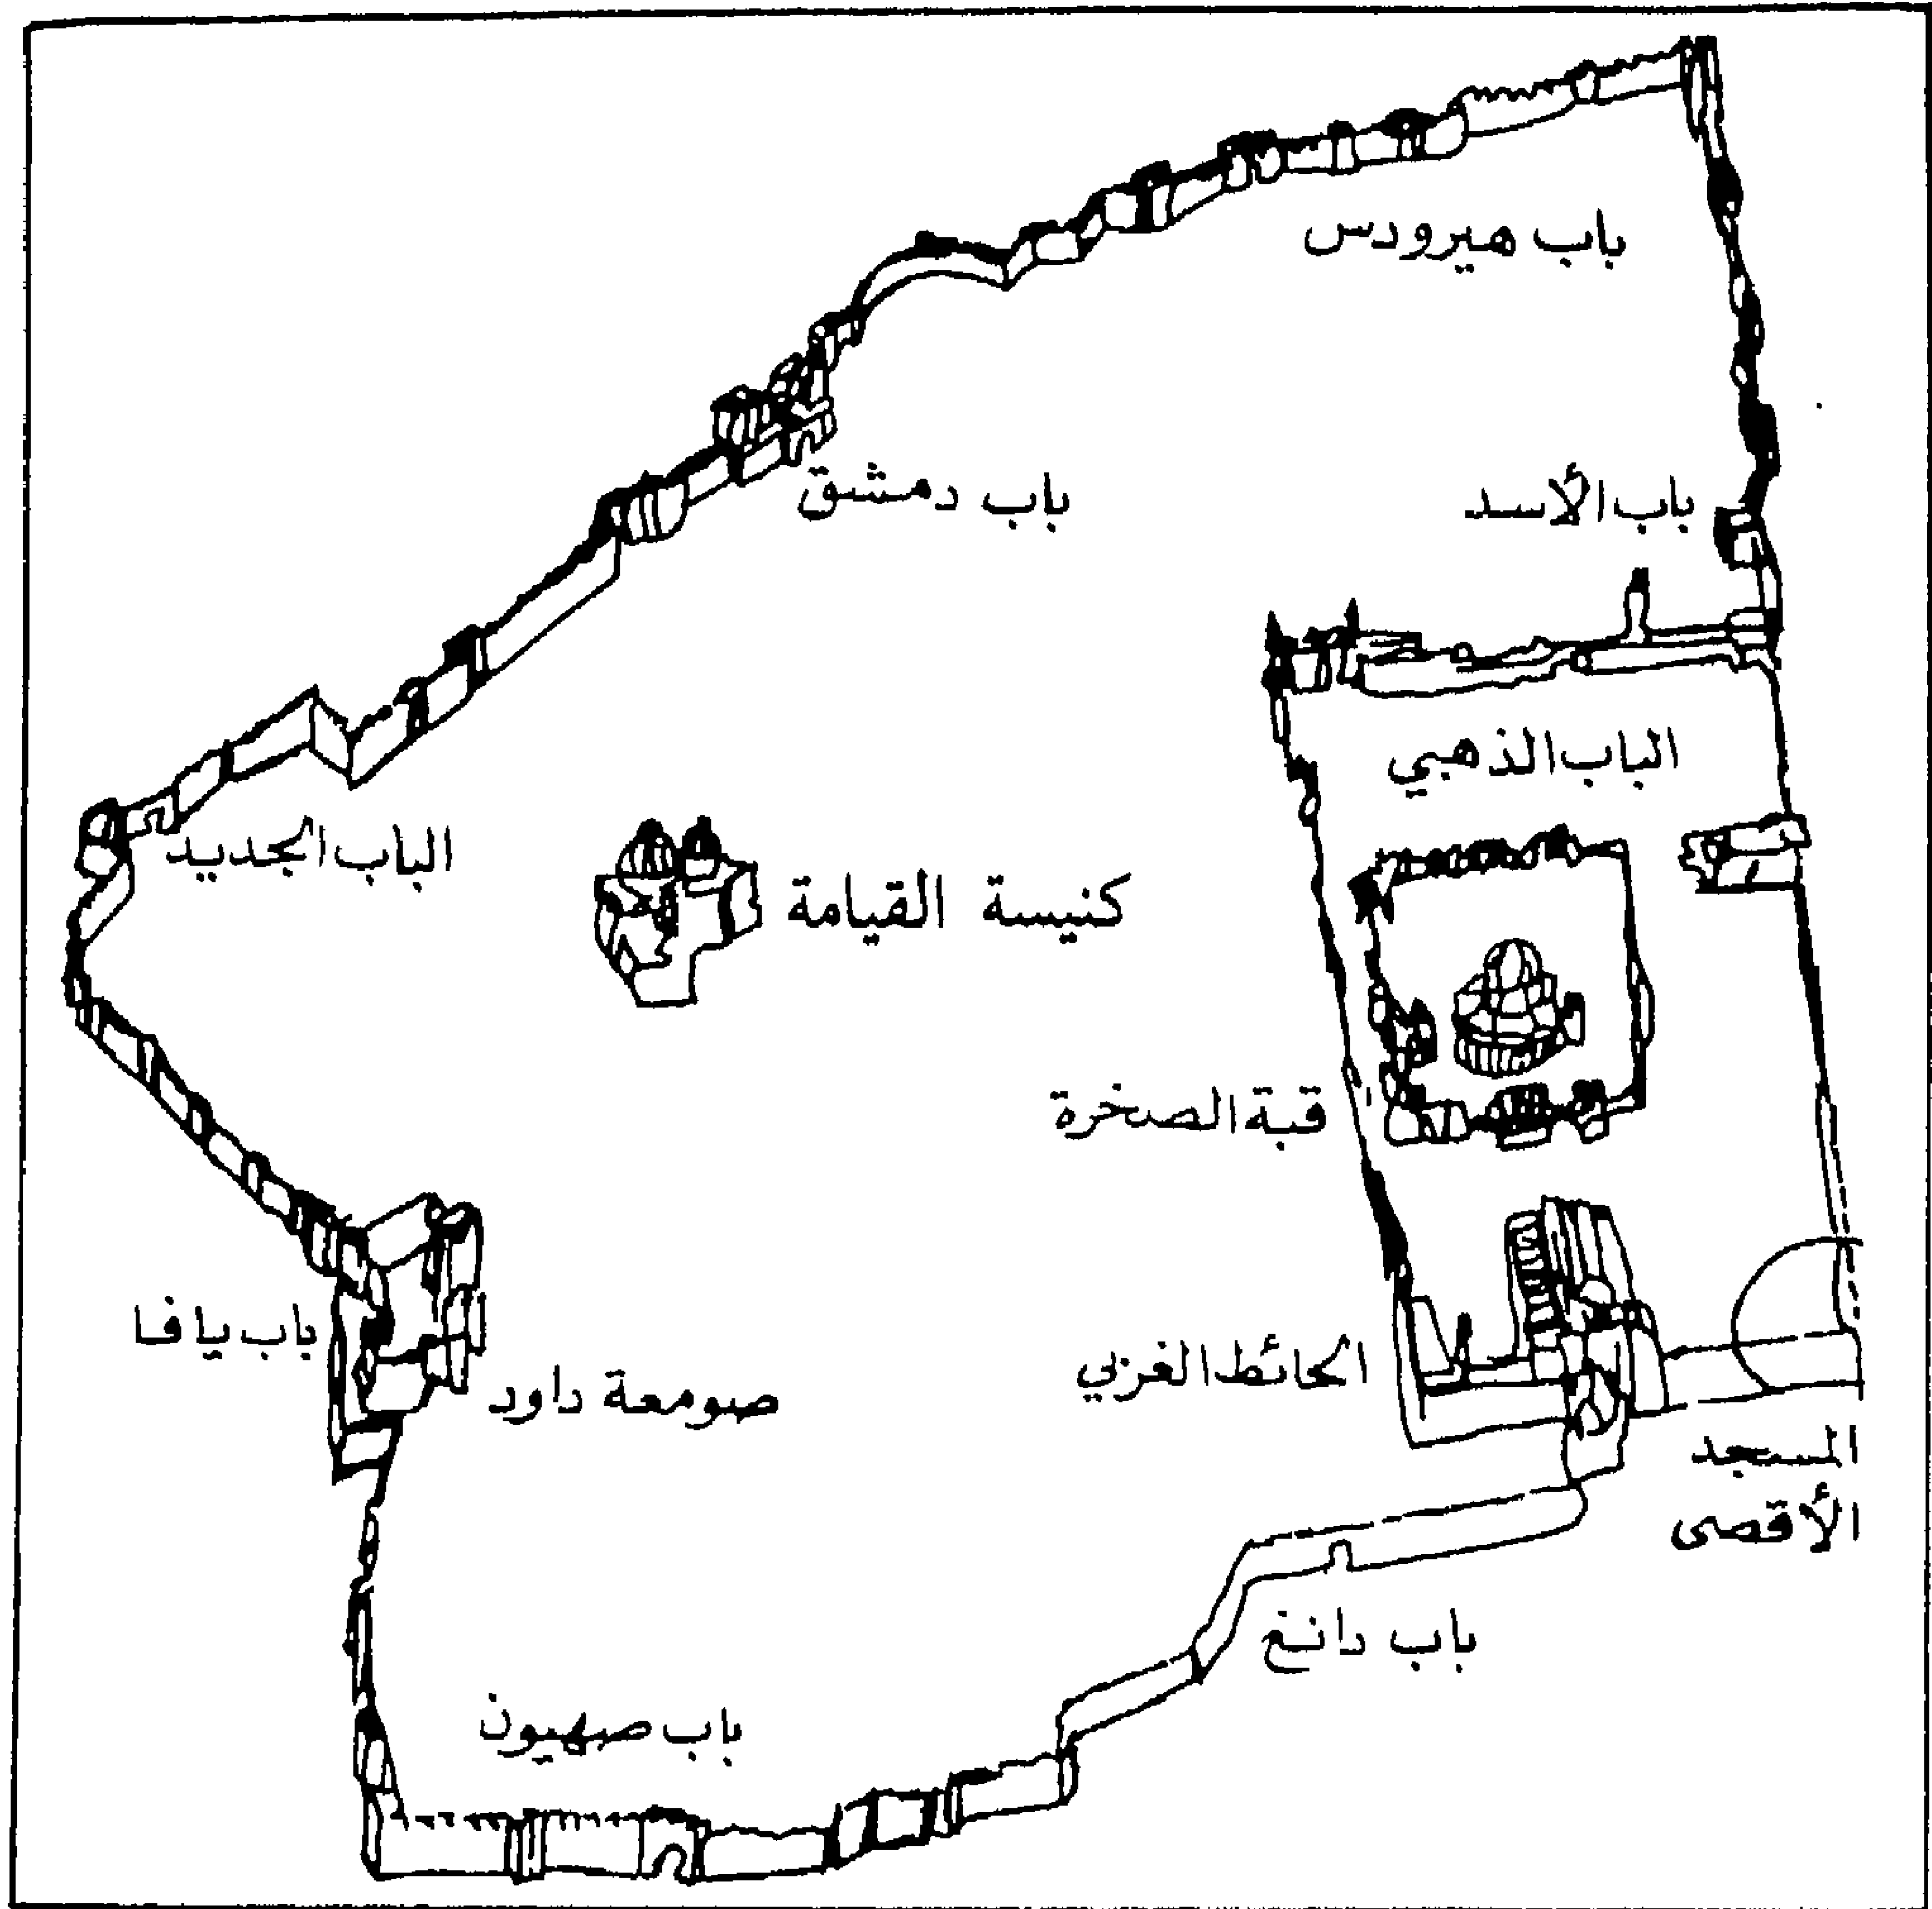 باب هيرودس
باب دمشق
باب الأسد
الباب الذهبي
الباب الجديد
كنيسة القيامة
قبة الصخرة
باب يافا
صومعة داود
الحائط الغربي
المسجد
الأقصى
باب دانغ
باب صهيون